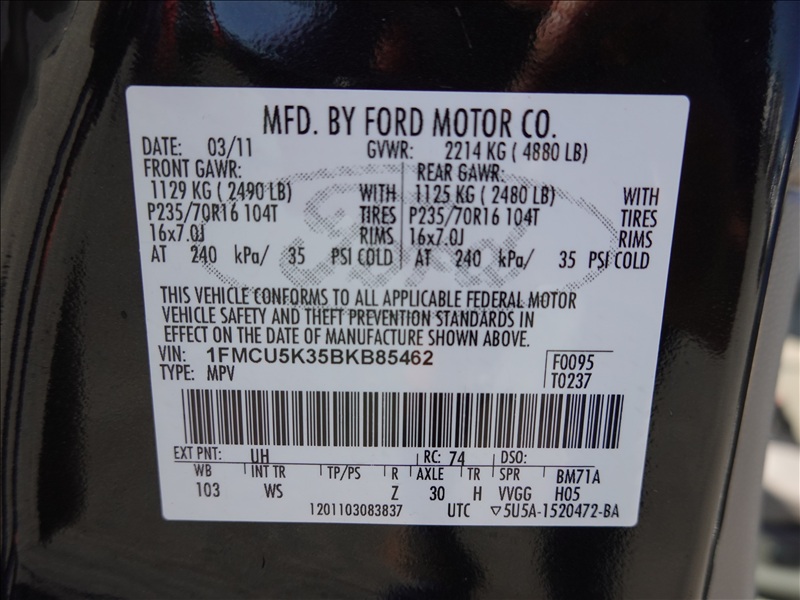 MFD. BY FORD MOTOR CO.
DATE: 03/11 GVWR: 2214 KG ( 4880 LB)
FRONT GAWR: REAR GAWR:
1129 KG ( 2490 LB) WITH 1125 KG ( 2480 LB) WITH
P235/70R16 104T TIRES P235/70R16 104T TIRES
16x7.0J RIMS 16x7.0J RIMS
AT 240 kPa/ 35 PSI COLD AT 240 kPa/ 35 PSI COLD
Ford
THIS VEHICLE CONFORMS TO ALL APPLICABLE FEDERAL MOTOR
VEHICLE SAFETY AND THEFT PREVENTION STANDARDS IN
EFFECT ON THE DATE OF MANUFACTURE SHOWN ABOVE.
VIN: 1FMCU5K35BKB85462 F0095
TYPE: MPV T0237
EXT PNT: UH RC: 74 DSO:
WB INT TR TP/PS R AXLE TR SPR BM71A
103 WS Z 30 H VVGG H05
1201103083837 UTC ▽5U5A-1520472-BA